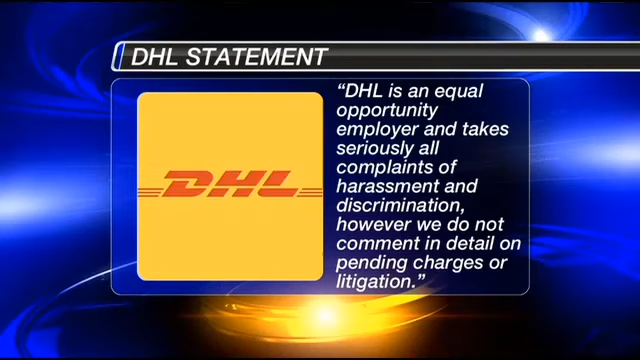 DHL STATEMENT
DHL
“DHL is an equal
opportunity
employer and takes
seriously all
complaints of
harassment and
discrimination,
however we do not
comment in detail on
pending charges or
litigation.”